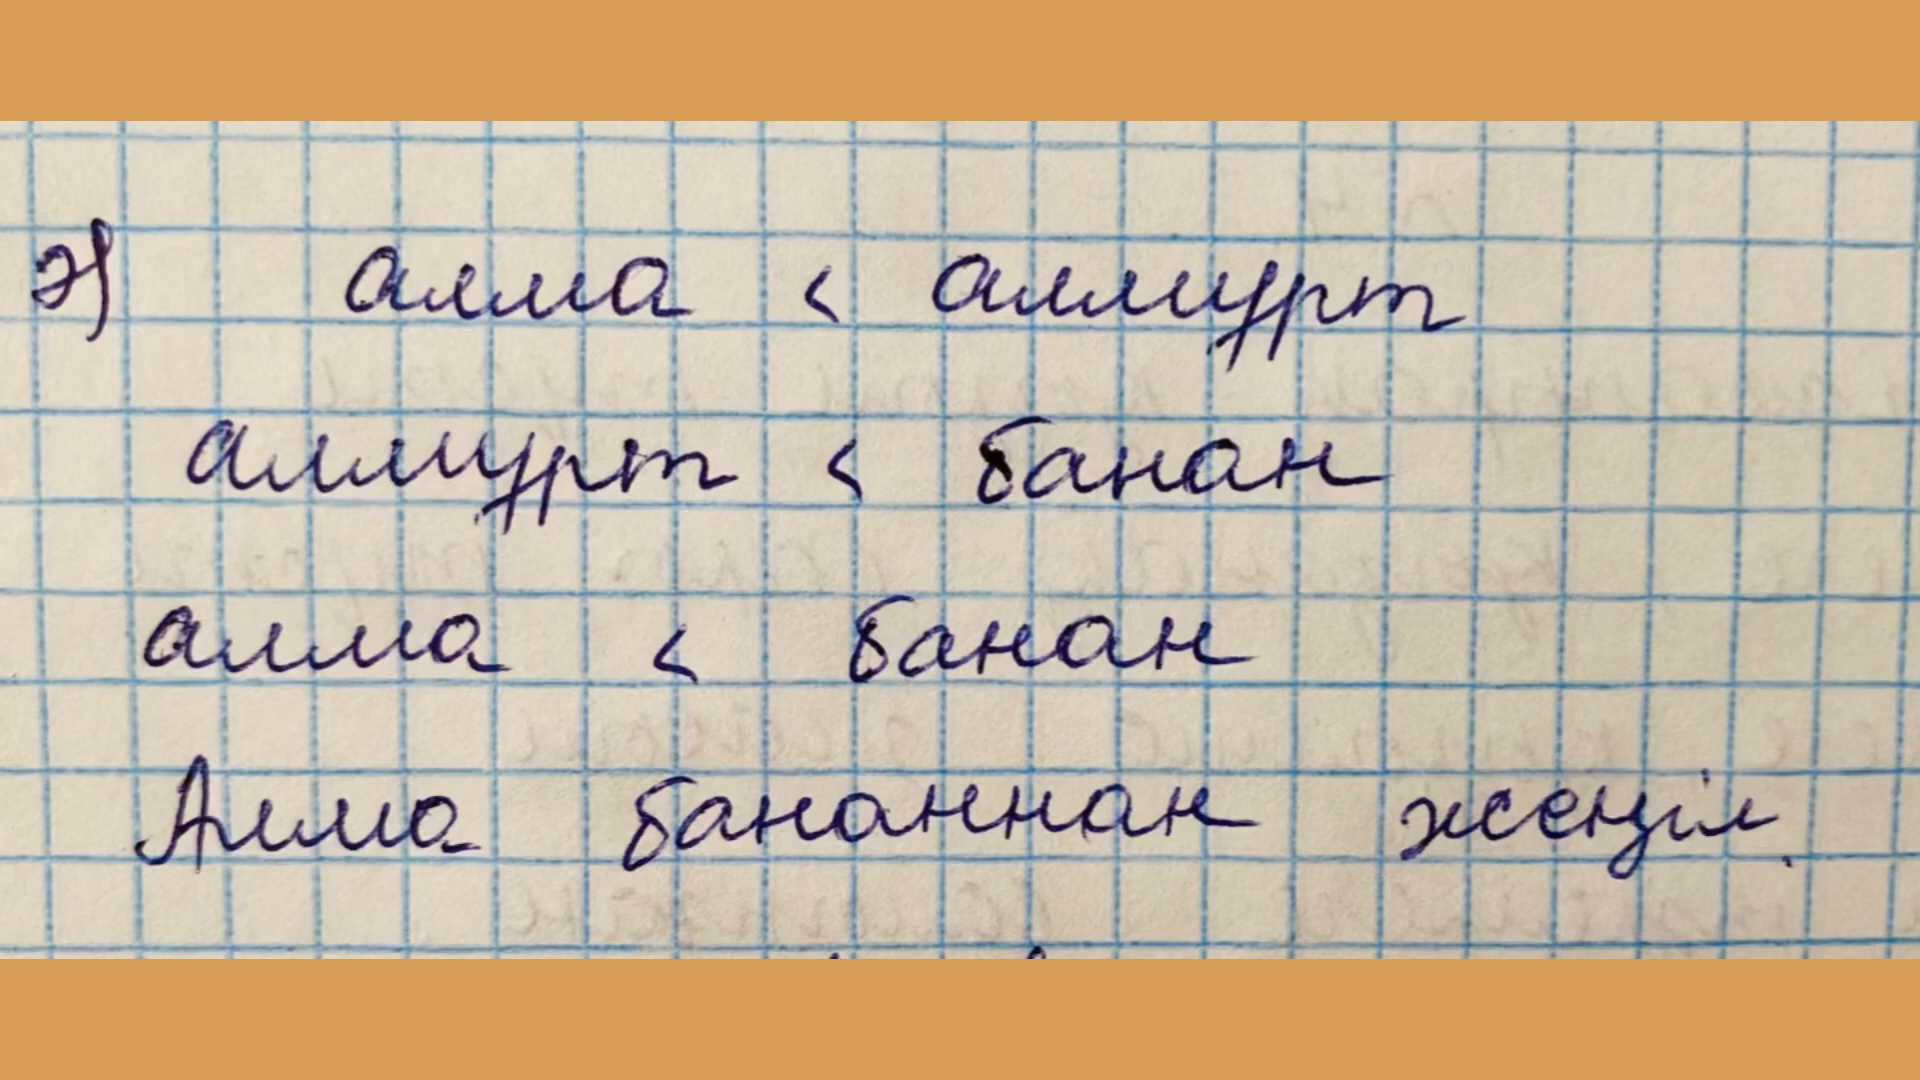 ә) алма < алмұрт
алмұрт < банан
алма < банан
Алма бананнан жеңіл.